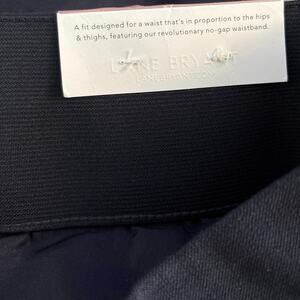 A fit designed for a waist that's in proportion to the hips
& thighs, featuring our revolutionary no-gap waistband.
LANE BRYANT
LANEBRYANT.COM